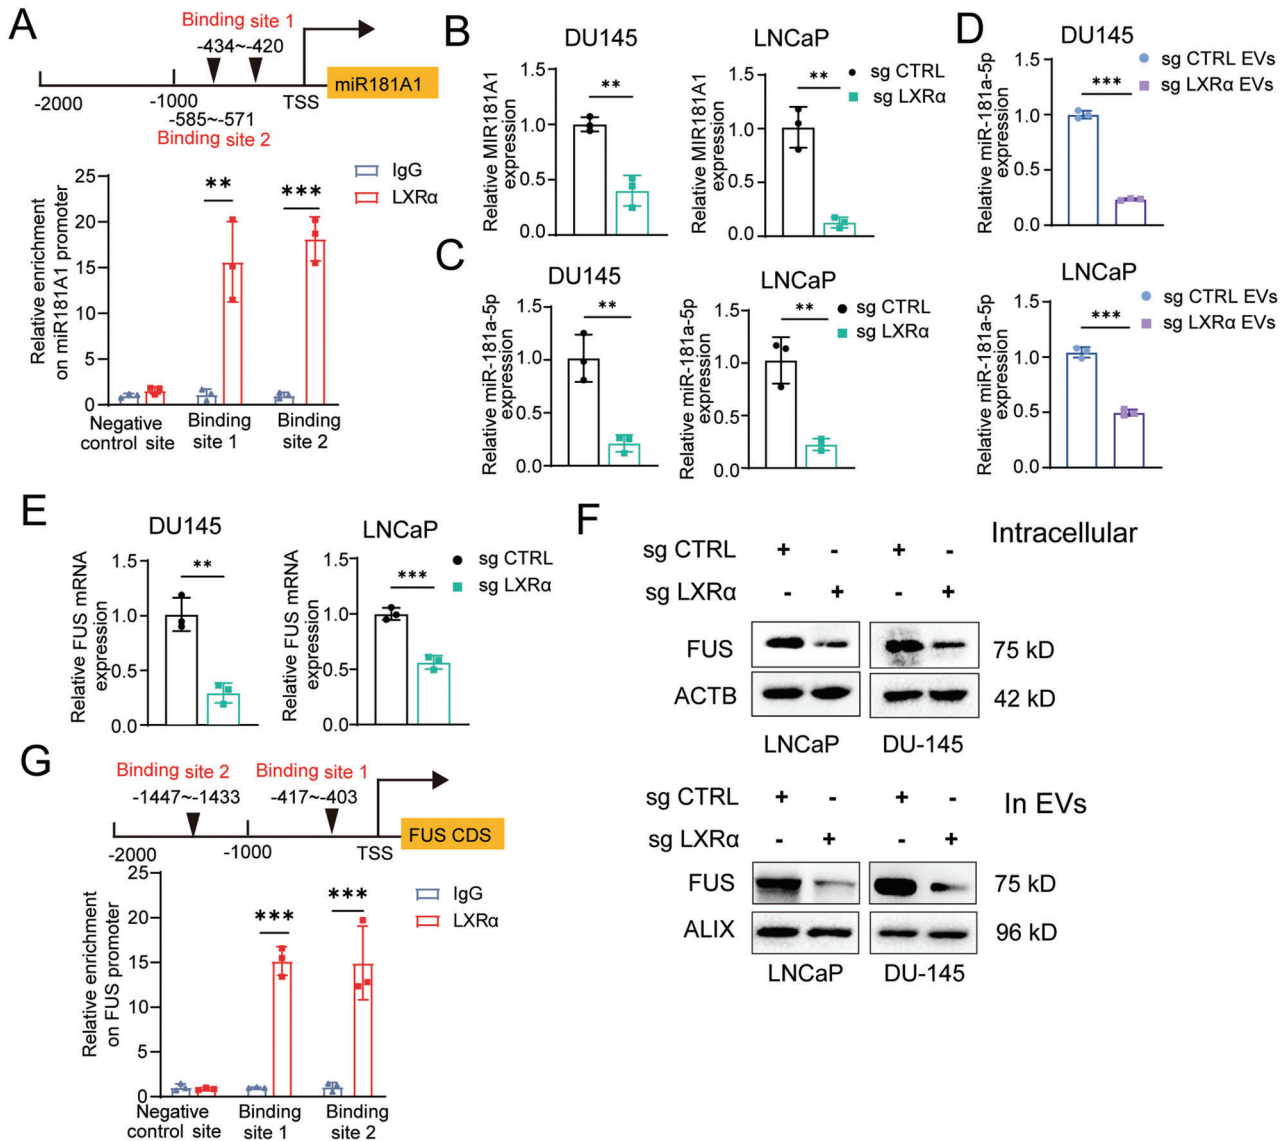 A
Binding site 1
-434~-420
miR181A1
-2000
-1000
TSS
-585~-571
Binding site 2
IgG
LXRα
Relative enrichment
on miR181A1 promoter
25
20
15
10
5
0
**
***
Negative
control site
Binding
site 1
Binding
site 2
B
DU145
Relative MIR181A1
expression
1.5
1.0
0.5
0.0
**
LNCaP
Relative MIR181A1
expression
1.5
1.0
0.5
0.0
**
sg CTRL
sg LXRα
C
DU145
Relative miR-181a-5p
expression
1.5
1.0
0.5
0.0
**
LNCaP
Relative miR-181a-5p
expression
1.5
1.0
0.5
0.0
**
sg CTRL
sg LXRα
D
DU145
Relative miR-181a-5p
expression
1.5
1.0
0.5
0.0
***
sg CTRL EVs
sg LXRα EVs
LNCaP
Relative miR-181a-5p
expression
1.5
1.0
0.5
0.0
***
sg CTRL EVs
sg LXRα EVs
E
DU145
Relative FUS mRNA
expression
1.5
1.0
0.5
0.0
**
LNCaP
Relative FUS mRNA
expression
1.5
1.0
0.5
0.0
***
sg CTRL
sg LXRα
F
Intracellular
sg CTRL + - + -
sg LXRα - + - +
FUS 75 kD
ACTB 42 kD
LNCaP DU-145
In EVs
sg CTRL + - + -
sg LXRα - + - +
FUS 75 kD
ALIX 96 kD
LNCaP DU-145
G
Binding site 2
Binding site 1
-1447~-1433
-417~-403
FUS CDS
-2000
-1000
TSS
IgG
LXRα
Relative enrichment
on FUS promoter
25
20
15
10
5
0
***
***
Negative
control site
Binding
site 1
Binding
site 2